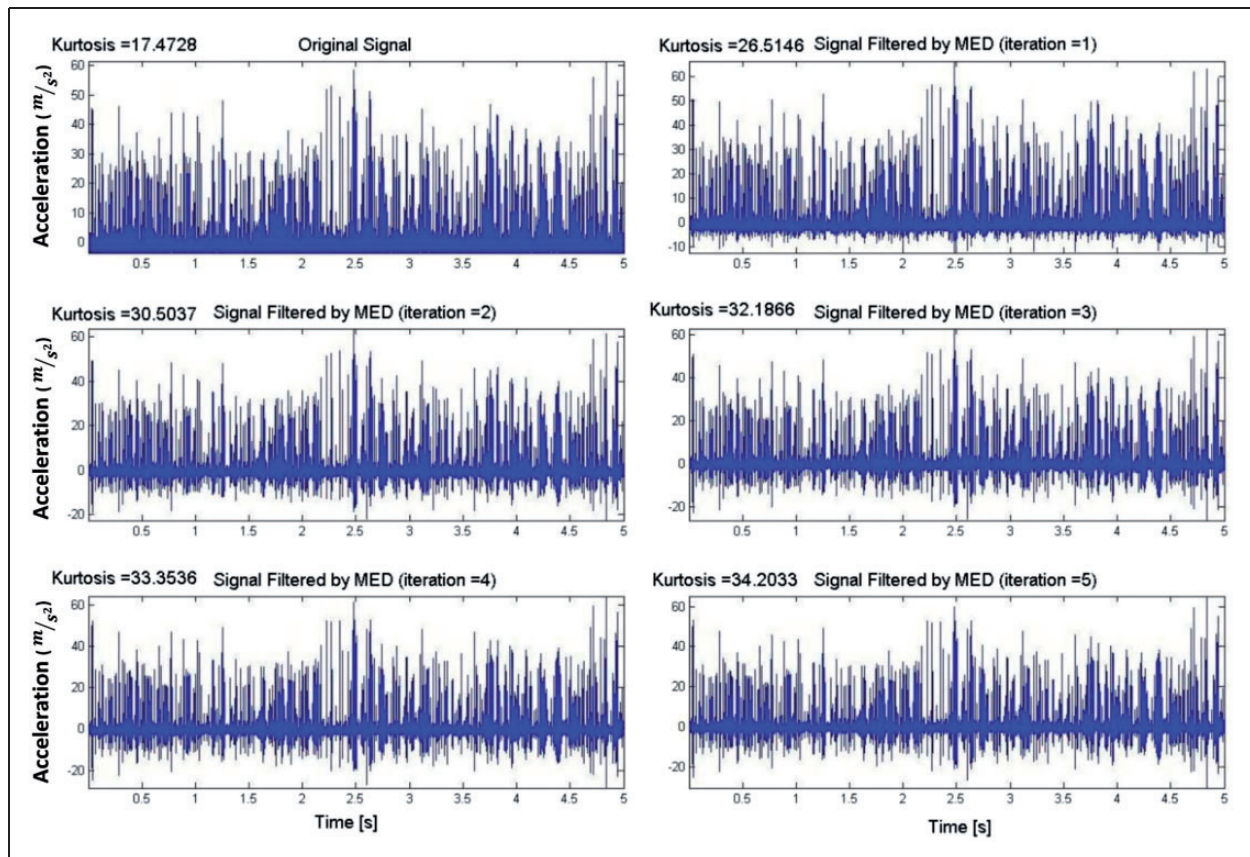 Kurtosis =17.4728 Original Signal
Acceleration ( m/s² )
60
50
40
30
20
10
0
0.5 1 1.5 2 2.5 3 3.5 4 4.5 5
Kurtosis =26.5146 Signal Filtered by MED (iteration =1)
60
50
40
30
20
10
0
-10
0.5 1 1.5 2 2.5 3 3.5 4 4.5 5
Kurtosis =30.5037 Signal Filtered by MED (iteration =2)
Acceleration ( m/s² )
60
40
20
0
-20
0.5 1 1.5 2 2.5 3 3.5 4 4.5 5
Kurtosis =32.1866 Signal Filtered by MED (iteration =3)
60
40
20
0
-20
0.5 1 1.5 2 2.5 3 3.5 4 4.5 5
Kurtosis =33.3536 Signal Filtered by MED (iteration =4)
Acceleration ( m/s² )
60
40
20
0
-20
0.5 1 1.5 2 2.5 3 3.5 4 4.5 5
Time [s]
Kurtosis =34.2033 Signal Filtered by MED (iteration =5)
60
40
20
0
-20
0.5 1 1.5 2 2.5 3 3.5 4 4.5 5
Time [s]